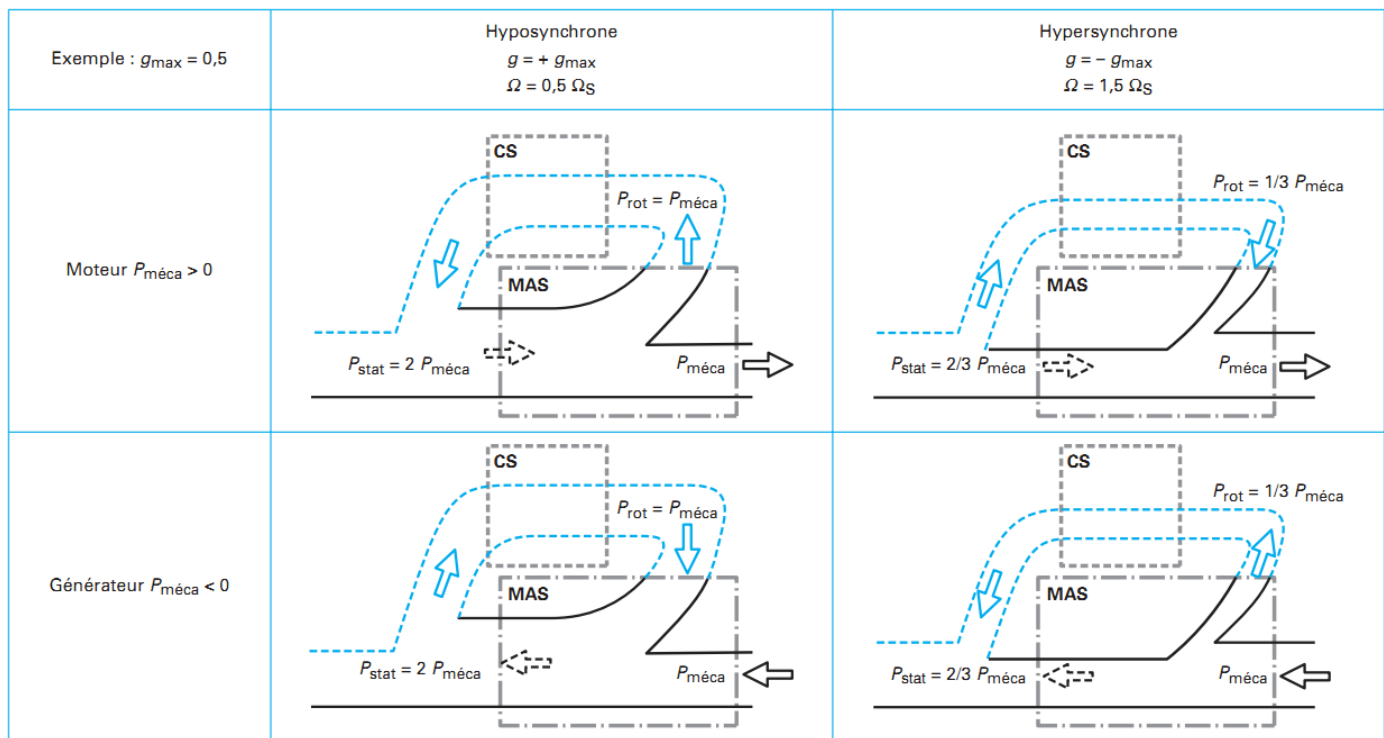 Exemple : gmax = 0,5
Hyposynchrone
g = + gmax
Ω = 0,5 ΩS
Hypersynchrone
g = – gmax
Ω = 1,5 ΩS
Moteur Pméca > 0
CS
Prot = Pméca
MAS
Pstat = 2 Pméca
Pméca
CS
Prot = 1/3 Pméca
MAS
Pstat = 2/3 Pméca
Pméca
Générateur Pméca < 0
CS
Prot = Pméca
MAS
Pstat = 2 Pméca
Pméca
CS
Prot = 1/3 Pméca
MAS
Pstat = 2/3 Pméca
Pméca